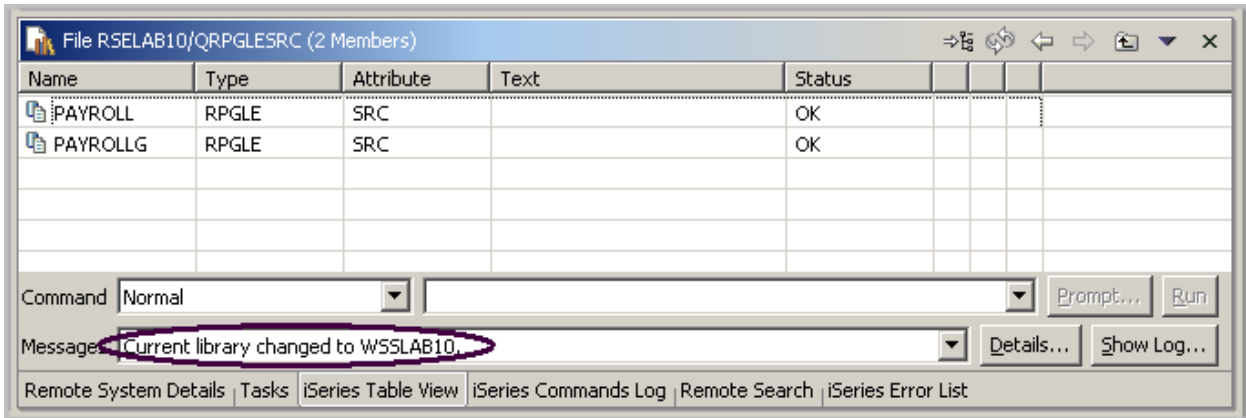 File RSELAB10/QRPGLESRC (2 Members)
Name Type Attribute Text Status
PAYROLL RPGLE SRC OK
PAYROLLG RPGLE SRC OK
Command Normal Prompt... Run
Message Current library changed to WSSLAB10. Details... Show Log...
Remote System Details Tasks iSeries Table View iSeries Commands Log Remote Search iSeries Error List